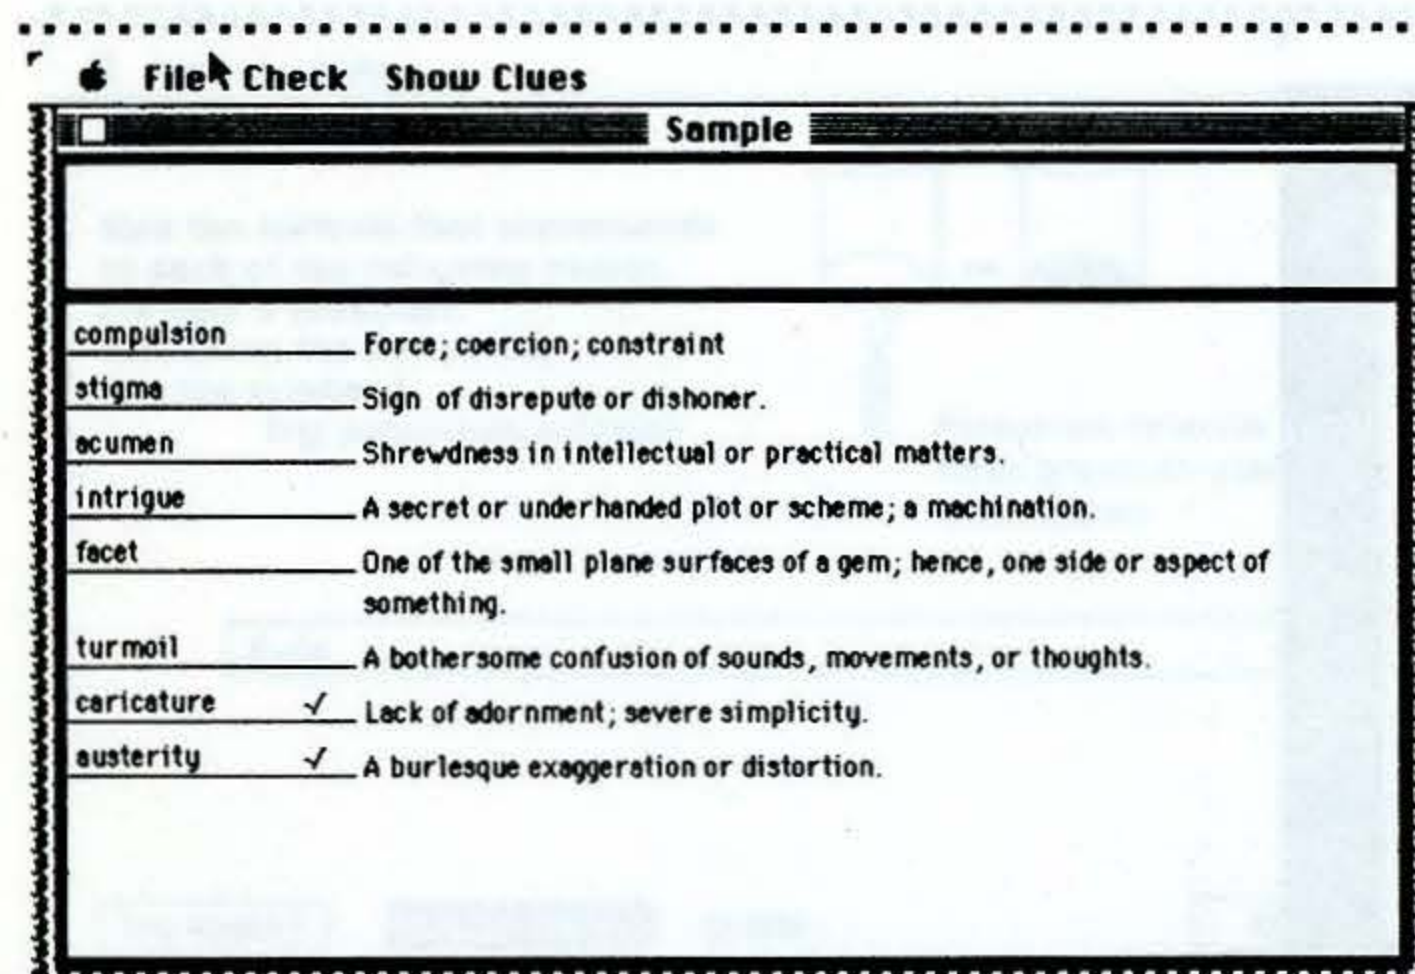 File Check Show Clues
Sample
compulsion Force; coercion; constraint
stigma Sign of disrepute or dishoner.
acumen Shrewdness in intellectual or practical matters.
intrigue A secret or underhanded plot or scheme; a machination.
facet One of the small plane surfaces of a gem; hence, one side or aspect of
something.
turmoil A bothersome confusion of sounds, movements, or thoughts.
caricature ✓ Lack of adornment; severe simplicity.
austerity ✓ A burlesque exaggeration or distortion.